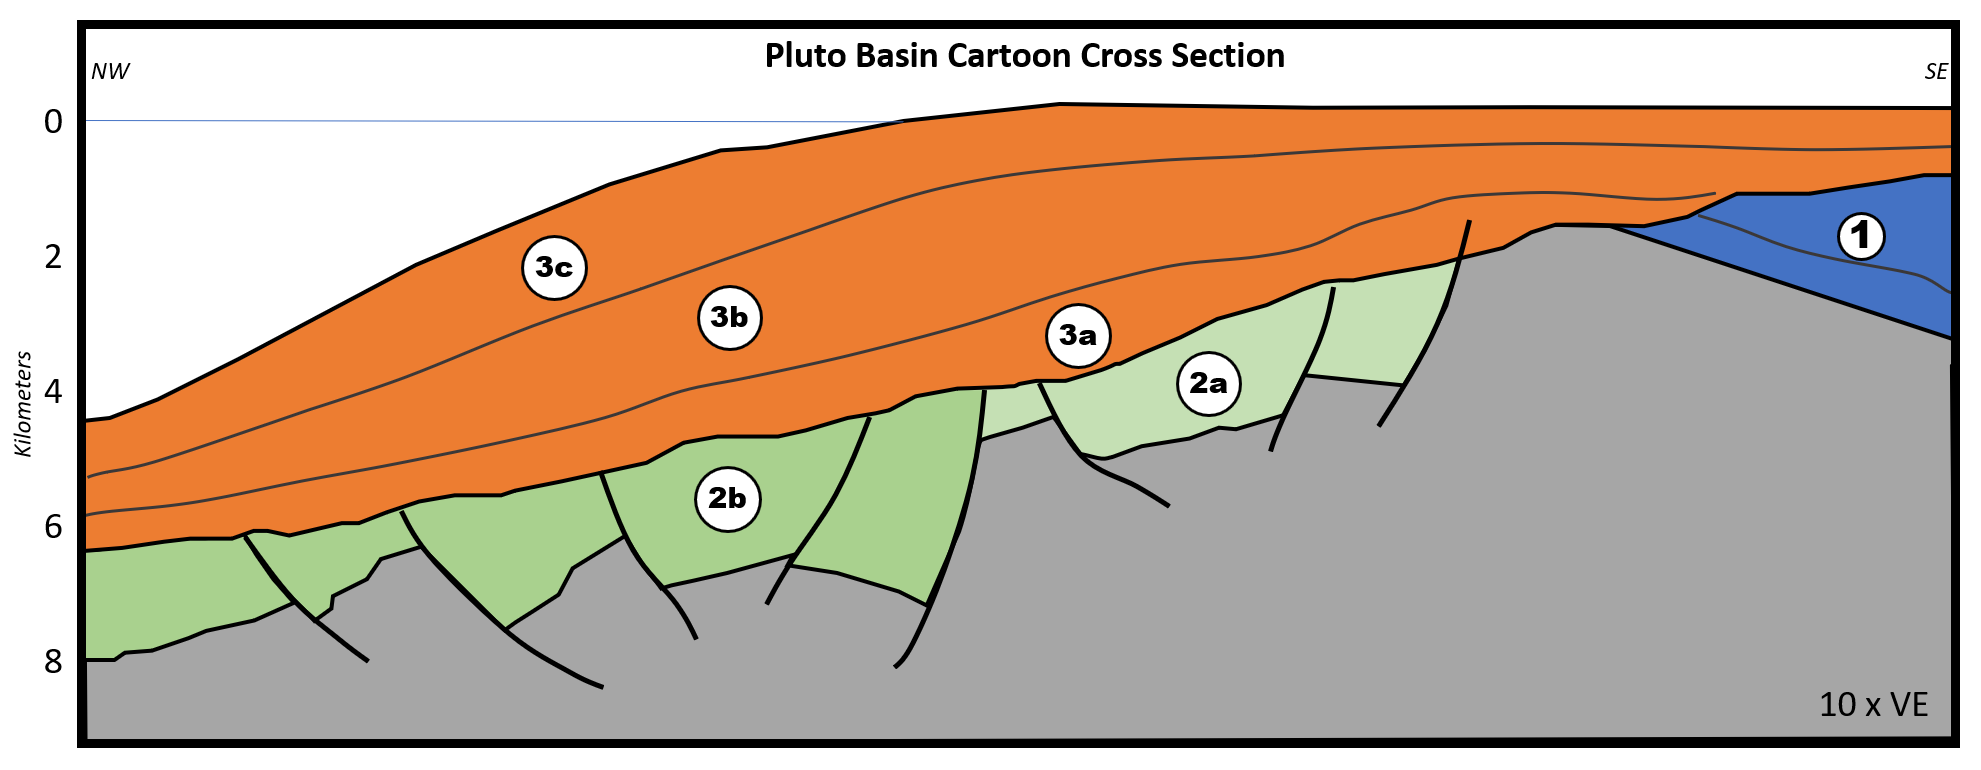 Pluto Basin Cartoon Cross Section
NW
SE
0
2
4
6
8
Kilometers
1
3c
3b
3a
2a
2b
10 x VE